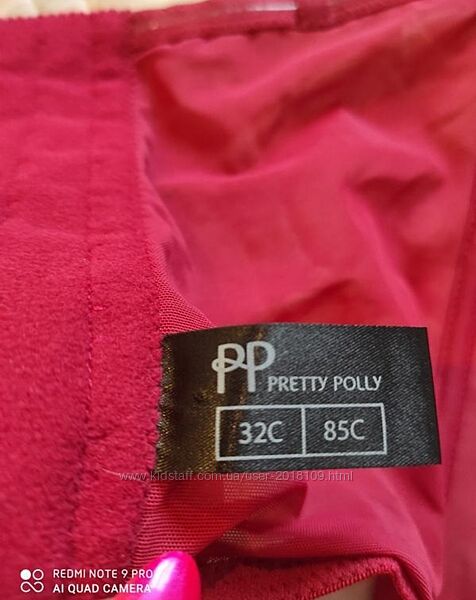 PP PRETTY POLLY
32C 85C
www.kidstaff.com.ua/user-2018109.html
REDMI NOTE 9 PRO
AI QUAD CAMERA